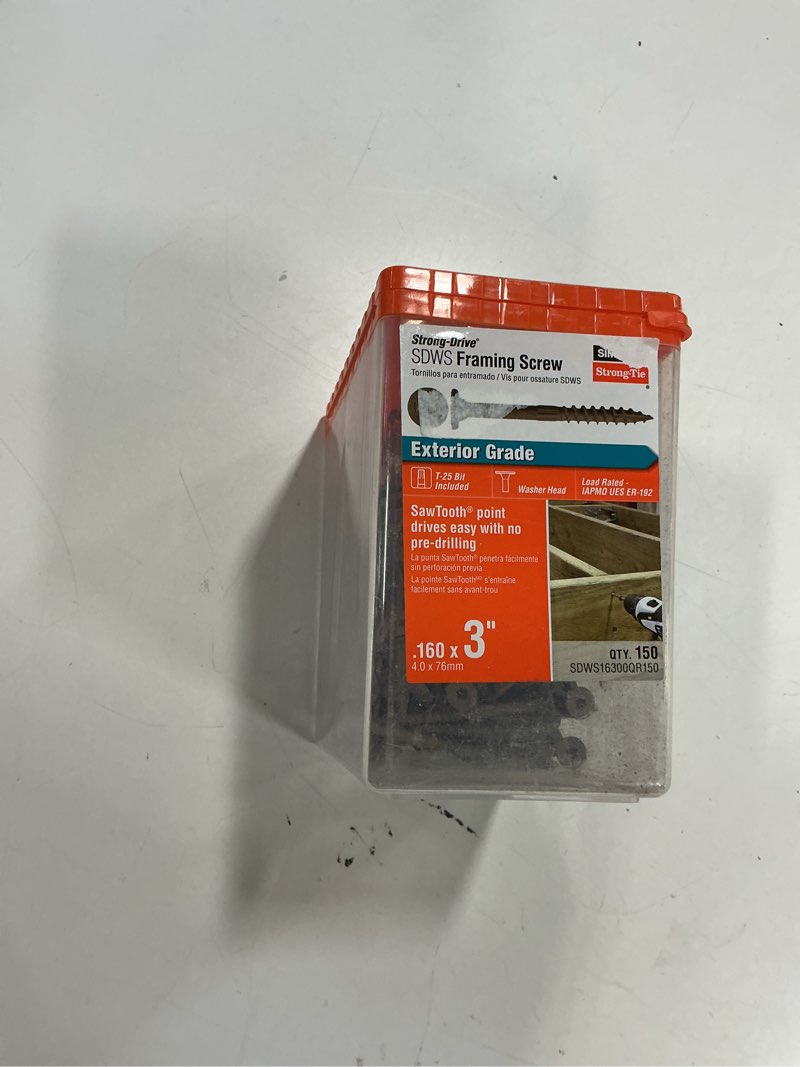 Strong-Drive®
SDWS Framing Screw
Tornillos para entramado / Vis pour ossature SDWS
Strong-Tie
Exterior Grade
T-25 Bit
Included
Washer Head
Load Rated -
IAPMO UES ER-192
SawTooth® point
drives easy with no
pre-drilling
La punta SawTooth® penetra fácilmente
sin perforación previa
La pointe SawTooth🅪 s'entraîne
facilement sans avant-trou
.160 x 3"
4.0 x 76mm
QTY. 150
SDWS16300QR150